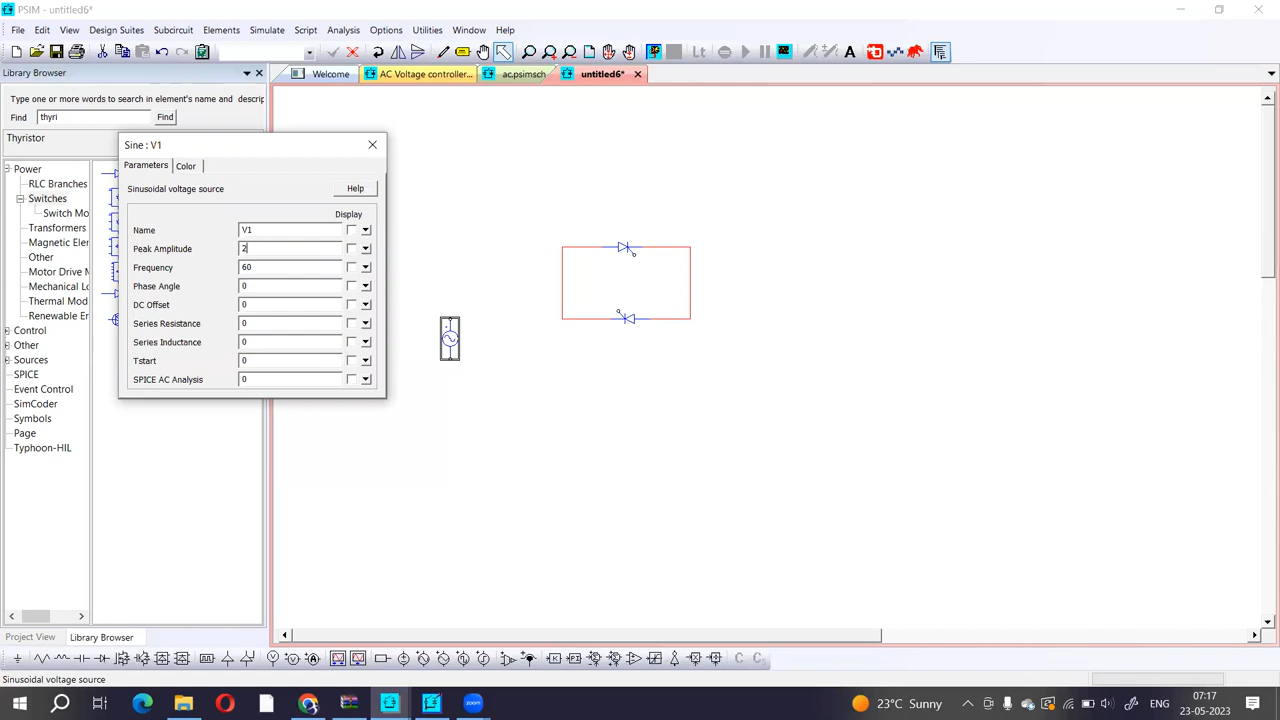 PSIM - untitled6*
File Edit View Design Suites Subcircuit Elements Simulate Script Analysis Options Utilities Window Help
Lt A
Library Browser
Welcome AC Voltage controller... ac.psimsch untitled6*
Type one or more words to search in element's name and descrip
Find thyri Find
Thyristor
Power
RLC Branches
Switches
Switch Mo
Transformers
Magnetic Elen
Other
Motor Drive M
Mechanical Lo
Thermal Mod
Renewable En
Control
Other
Sources
SPICE
Event Control
SimCoder
Symbols
Page
Typhoon-HIL
Sine : V1
Parameters Color
Sinusoidal voltage source Help
Display
Name V1
Peak Amplitude 2
Frequency 60
Phase Angle 0
DC Offset 0
Series Resistance 0
Series Inductance 0
Tstart 0
SPICE AC Analysis 0
Project View Library Browser
K PI C
Sinusoidal voltage source
zoom
23°C Sunny
ENG
07:17
23-05-2023